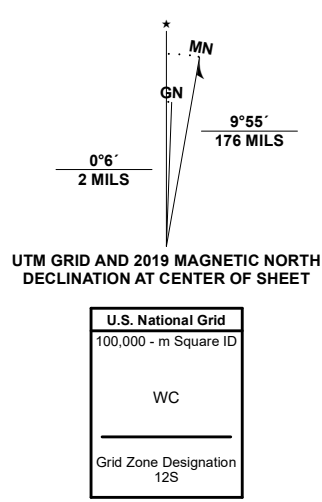 ★
MN
GN
9°55´
176 MILS
0°6´
2 MILS
UTM GRID AND 2019 MAGNETIC NORTH
DECLINATION AT CENTER OF SHEET
U.S. National Grid
100,000 - m Square ID
WC
Grid Zone Designation
12S